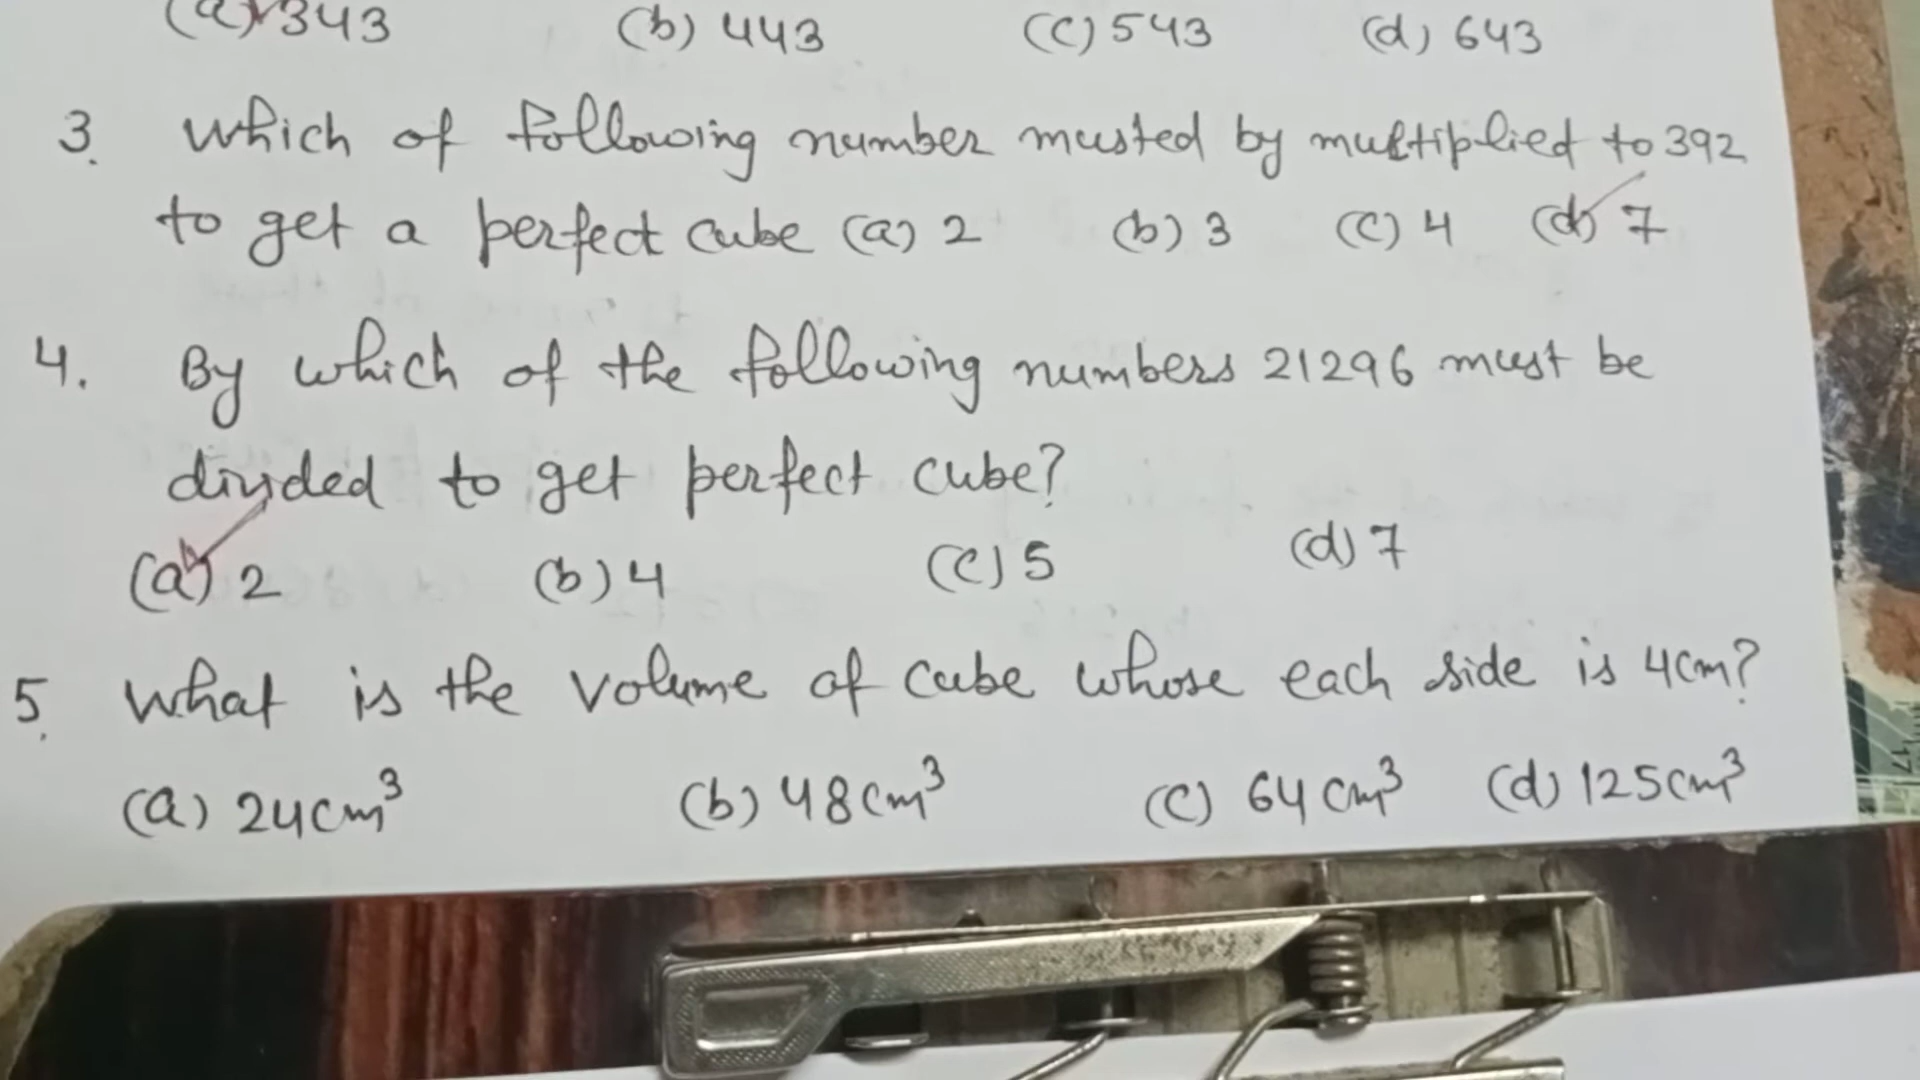 (a) 343 (b) 443 (c) 543 (d) 643
3. Which of following number musted by multiplied to 392
to get a perfect cube (a) 2 (b) 3 (c) 4 (d) 7
4. By which of the following numbers 21296 must be
divided to get perfect cube?
(a) 2 (b) 4 (c) 5 (d) 7
5. What is the volume of cube whose each side is 4cm?
(a) 24cm³ (b) 48cm³ (c) 64cm³ (d) 125cm³